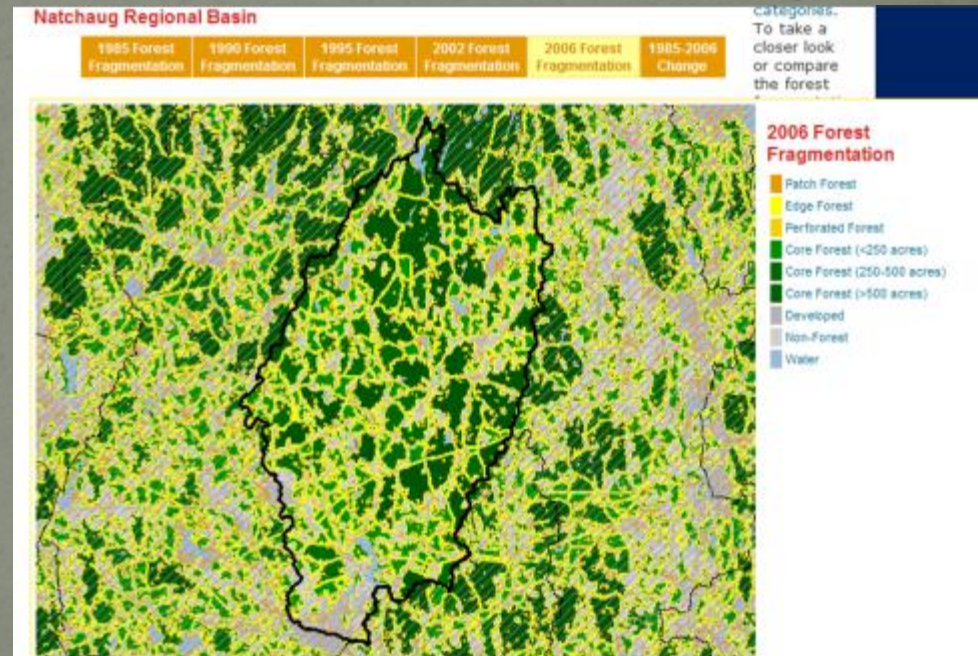 Natchaug Regional Basin
1985 Forest Fragmentation
1990 Forest Fragmentation
1995 Forest Fragmentation
2002 Forest Fragmentation
2006 Forest Fragmentation
1985-2006 Change
categories.
To take a
closer look
or compare
the forest
2006 Forest
Fragmentation
Patch Forest
Edge Forest
Perforated Forest
Core Forest (<250 acres)
Core Forest (250-500 acres)
Core Forest (>500 acres)
Developed
Non-Forest
Water